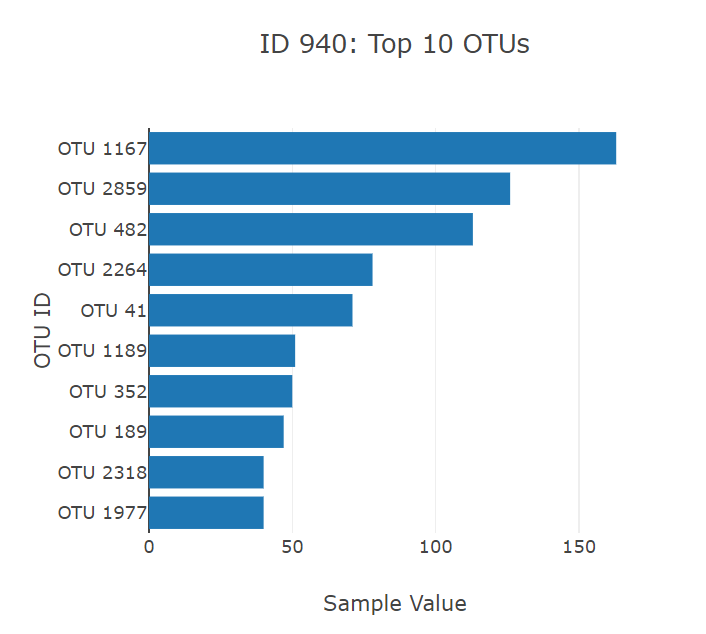 ID 940: Top 10 OTUs
OTU ID
OTU 1167
OTU 2859
OTU 482
OTU 2264
OTU 41
OTU 1189
OTU 352
OTU 189
OTU 2318
OTU 1977
0 50 100 150
Sample Value